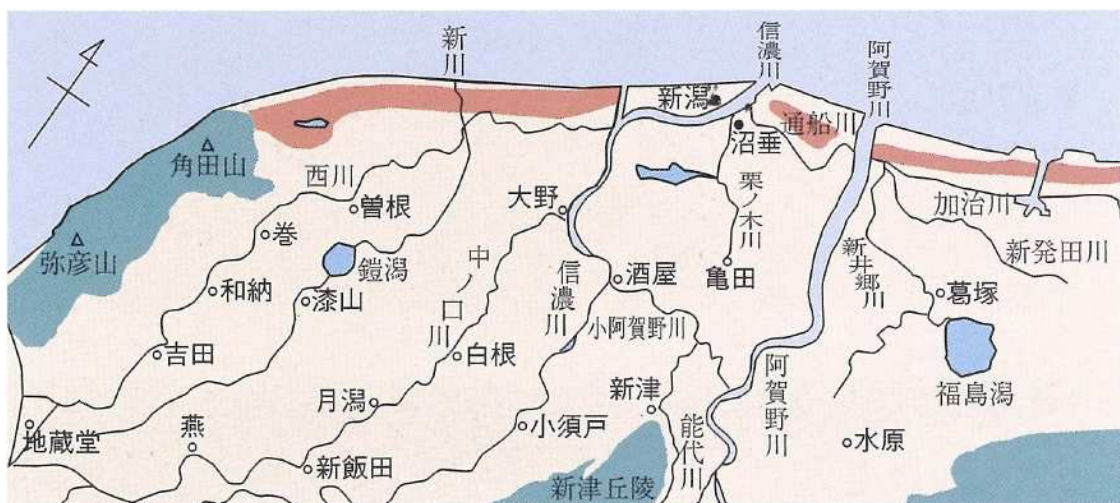 新川
信濃川
阿賀野川
新潟
沼垂
通船川
角田山
西川
曽根
大野
栗ノ木川
加治川
新発田川
弥彦山
巻
鎧潟
中ノ口川
信濃川
酒屋
亀田
新井郷川
葛塚
和納
漆山
小阿賀野川
吉田
白根
阿賀野川
福島潟
月潟
新津
地蔵堂
燕
小須戸
能代川
水原
新飯田
新津丘陵